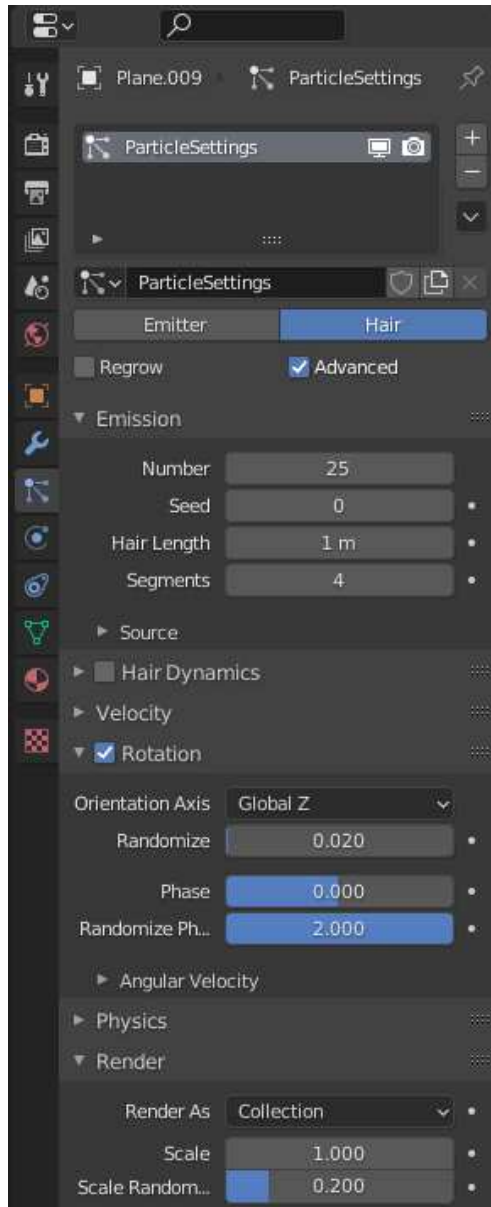 Plane.009 ParticleSettings
ParticleSettings
ParticleSettings
Emitter Hair
Regrow Advanced
Emission
Number 25
Seed 0
Hair Length 1 m
Segments 4
Source
Hair Dynamics
Velocity
Rotation
Orientation Axis Global Z
Randomize 0.020
Phase 0.000
Randomize Ph... 2.000
Angular Velocity
Physics
Render
Render As Collection
Scale 1.000
Scale Random... 0.200